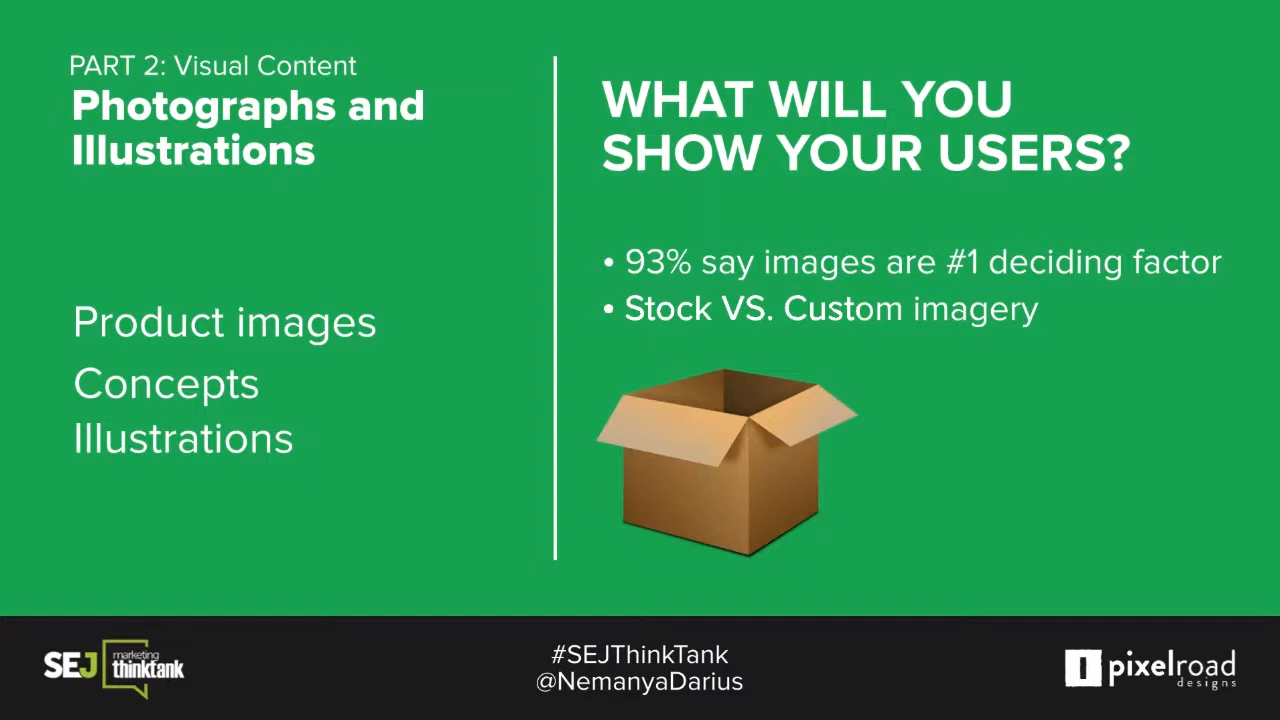 PART 2: Visual Content
Photographs and
Illustrations
Product images
Concepts
Illustrations
WHAT WILL YOU
SHOW YOUR USERS?
• 93% say images are #1 deciding factor
• Stock VS. Custom imagery
SEJ marketing
thinktank
#SEJThinkTank
@NemanyaDarius
pixelroad
designs